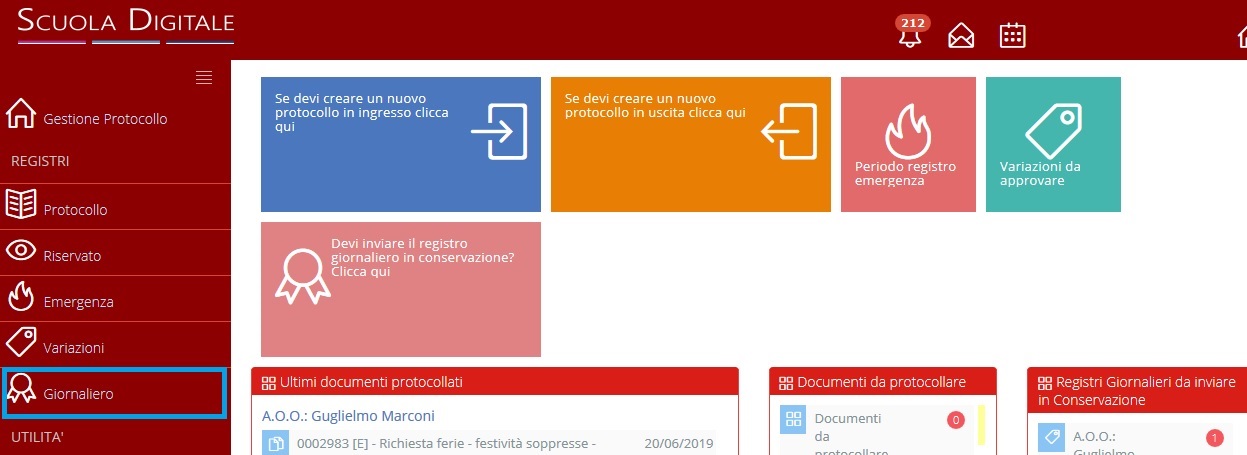 SCUOLA DIGITALE
212
Gestione Protocollo
REGISTRI
Protocollo
Riservato
Emergenza
Variazioni
Giornaliero
UTILITA'
Se devi creare un nuovo
protocollo in ingresso clicca
qui
Se devi creare un nuovo
protocollo in uscita clicca qui
Periodo registro
emergenza
Variazioni da
approvare
Devi inviare il registro
giornaliero in conservazione?
Clicca qui
Ultimi documenti protocollati
A.O.O.: Guglielmo Marconi
0002983 [E] - Richiesta ferie - festività soppresse -
20/06/2019
Documenti da protocollare
Documenti
da
protocollare
0
Registri Giornalieri da inviare
in Conservazione
A.O.O.:
Guglielmo
1